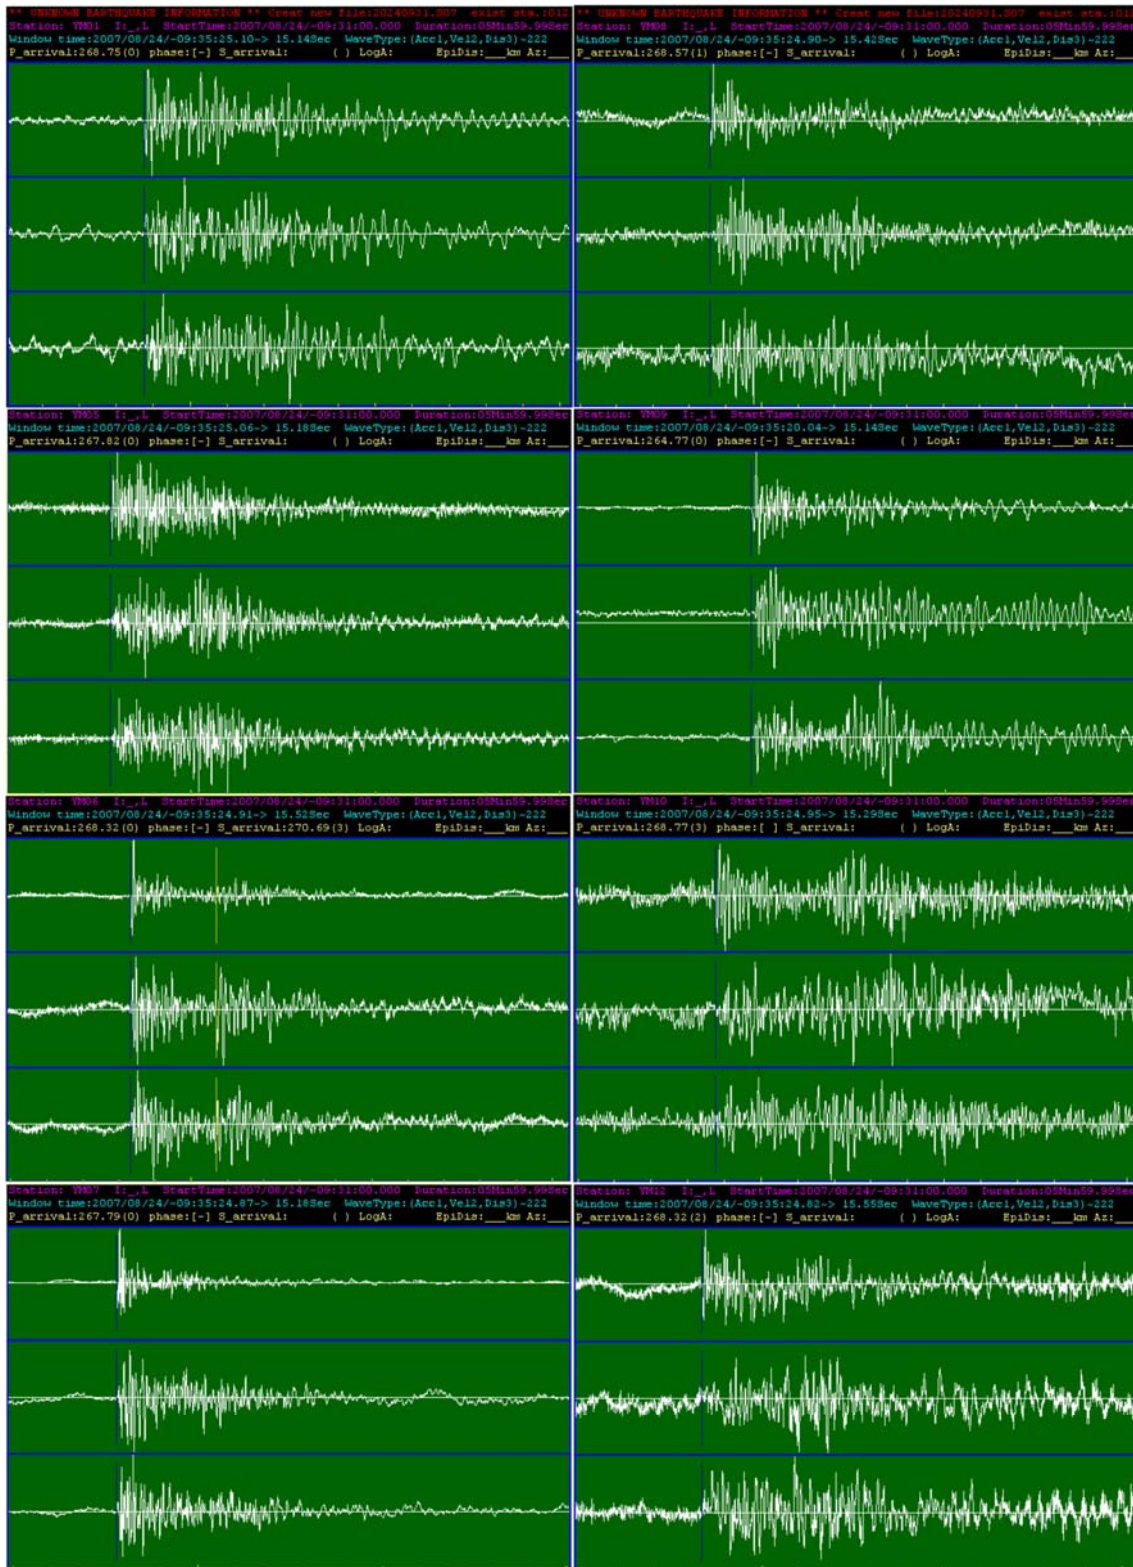 ** UNKNOWN EARTHQUAKE INFORMATION ** Creat new file:20240931.S07 exist sta.:012
Station: YM01 I:_,L StartTime:2007/08/24/-09:31:00.000 Duration:05Min59.99Sec
Window time:2007/08/24/-09:35:25.10-> 15.14Sec WaveType:(Acc1,Vel2,Dis3)-222
P_arrival:268.75(0) phase:[-] S_arrival: ( ) LogA: EpiDis:___km Az:___
Station: YM05 I:_,L StartTime:2007/08/24/-09:31:00.000 Duration:05Min59.99Sec
Window time:2007/08/24/-09:35:25.06-> 15.18Sec WaveType:(Acc1,Vel2,Dis3)-222
P_arrival:267.82(0) phase:[-] S_arrival: ( ) LogA: EpiDis:___km Az:___
Station: YM06 I:_,L StartTime:2007/08/24/-09:31:00.000 Duration:05Min59.99Sec
Window time:2007/08/24/-09:35:24.91-> 15.52Sec WaveType:(Acc1,Vel2,Dis3)-222
P_arrival:268.32(0) phase:[-] S_arrival:270.69(3) LogA: EpiDis:___km Az:___
Station: YM07 I:_,L StartTime:2007/08/24/-09:31:00.000 Duration:05Min59.99Sec
Window time:2007/08/24/-09:35:24.87-> 15.18Sec WaveType:(Acc1,Vel2,Dis3)-222
P_arrival:267.79(0) phase:[-] S_arrival: ( ) LogA: EpiDis:___km Az:___
** UNKNOWN EARTHQUAKE INFORMATION ** Creat new file:20240931.S07 exist sta.:012
Station: YM08 I:_,L StartTime:2007/08/24/-09:31:00.000 Duration:05Min59.99Sec
Window time:2007/08/24/-09:35:24.90-> 15.42Sec WaveType:(Acc1,Vel2,Dis3)-222
P_arrival:268.57(1) phase:[-] S_arrival: ( ) LogA: EpiDis:___km Az:___
Station: YM09 I:_,L StartTime:2007/08/24/-09:31:00.000 Duration:05Min59.99Sec
Window time:2007/08/24/-09:35:20.04-> 15.14Sec WaveType:(Acc1,Vel2,Dis3)-222
P_arrival:264.77(0) phase:[-] S_arrival: ( ) LogA: EpiDis:___km Az:___
Station: YM10 I:_,L StartTime:2007/08/24/-09:31:00.000 Duration:05Min59.99Sec
Window time:2007/08/24/-09:35:24.95-> 15.29Sec WaveType:(Acc1,Vel2,Dis3)-222
P_arrival:268.77(3) phase:[ ] S_arrival: ( ) LogA: EpiDis:___km Az:___
Station: YM12 I:_,L StartTime:2007/08/24/-09:31:00.000 Duration:05Min59.99Sec
Window time:2007/08/24/-09:35:24.82-> 15.55Sec WaveType:(Acc1,Vel2,Dis3)-222
P_arrival:268.32(2) phase:[-] S_arrival: ( ) LogA: EpiDis:___km Az:___